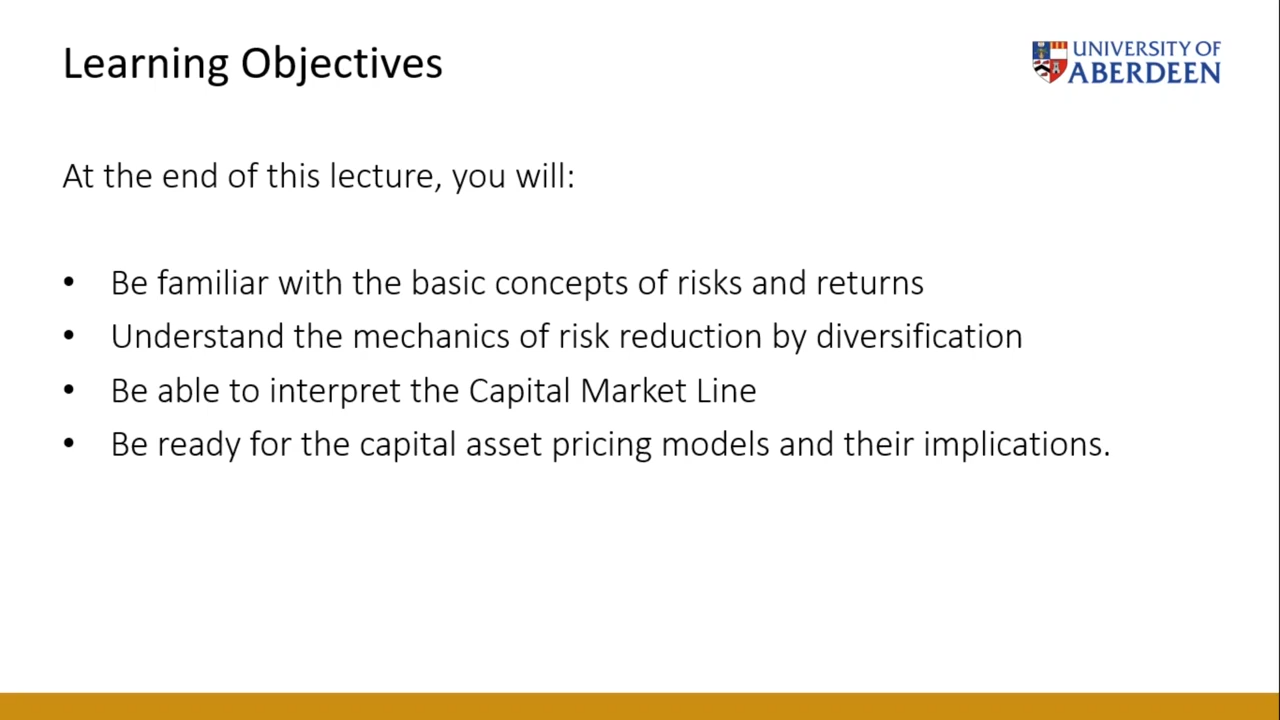 Learning Objectives
UNIVERSITY OF
ABERDEEN
At the end of this lecture, you will:
• Be familiar with the basic concepts of risks and returns
• Understand the mechanics of risk reduction by diversification
• Be able to interpret the Capital Market Line
• Be ready for the capital asset pricing models and their implications.